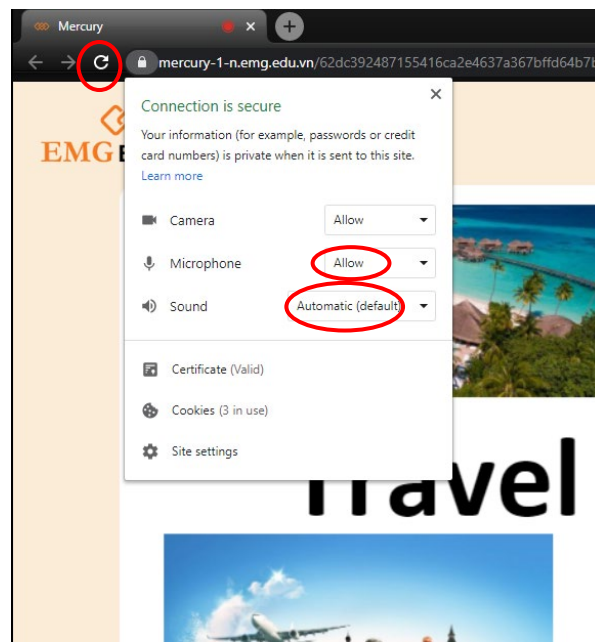 Mercury
mercury-1-n.emg.edu.vn/62dc392487155416ca2e4637a367bffd64b7
Connection is secure
Your information (for example, passwords or credit
card numbers) is private when it is sent to this site.
Learn more
EMG
Camera Allow
Microphone Allow
Sound Automatic (default)
Certificate (Valid)
Cookies (3 in use)
Site settings
Travel